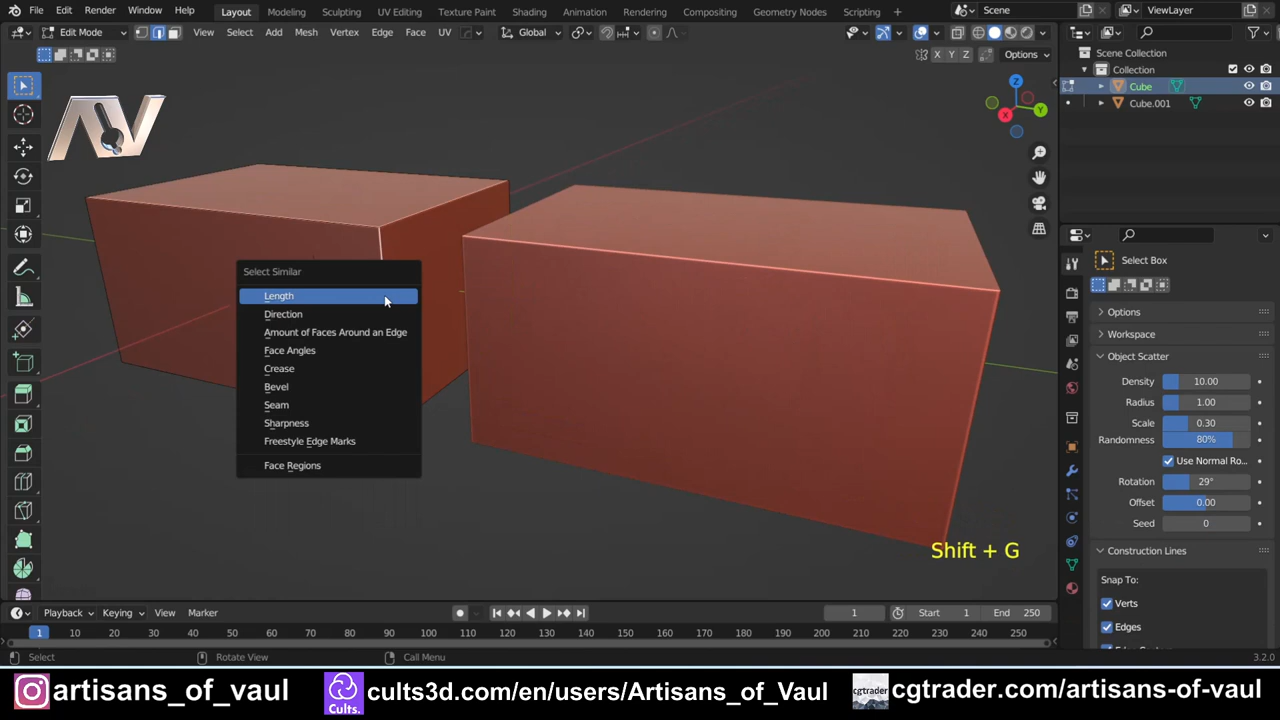 File Edit Render Window Help Layout Modeling Sculpting UV Editing Texture Paint Shading Animation Rendering Compositing Geometry Nodes Scripting + Scene ViewLayer
Edit Mode View Select Add Mesh Vertex Edge Face UV Global
X Y Z Options
Scene Collection
Collection
Cube
Cube.001
AV
Z
Y
X
Select Similar
Length
Direction
Amount of Faces Around an Edge
Face Angles
Crease
Bevel
Seam
Sharpness
Freestyle Edge Marks
Face Regions
Shift + G
Select Box
Options
Workspace
Object Scatter
Density 10.00
Radius 1.00
Scale 0.30
Randomness 80%
Use Normal Ro...
Rotation 29°
Offset 0.00
Seed 0
Construction Lines
Snap To:
Verts
Edges
Playback Keying View Marker 1 Start 1 End 250
1 10 20 30 40 50 60 70 80 90 100 110 120 130 140 150 160 170 180 190 200 210 220 230 240 250
Select Rotate View Call Menu 3.2.0
artisans_of_vaul Cults. cults3d.com/en/users/Artisans_of_Vaul cgtrader cgtrader.com/artisans-of-vaul